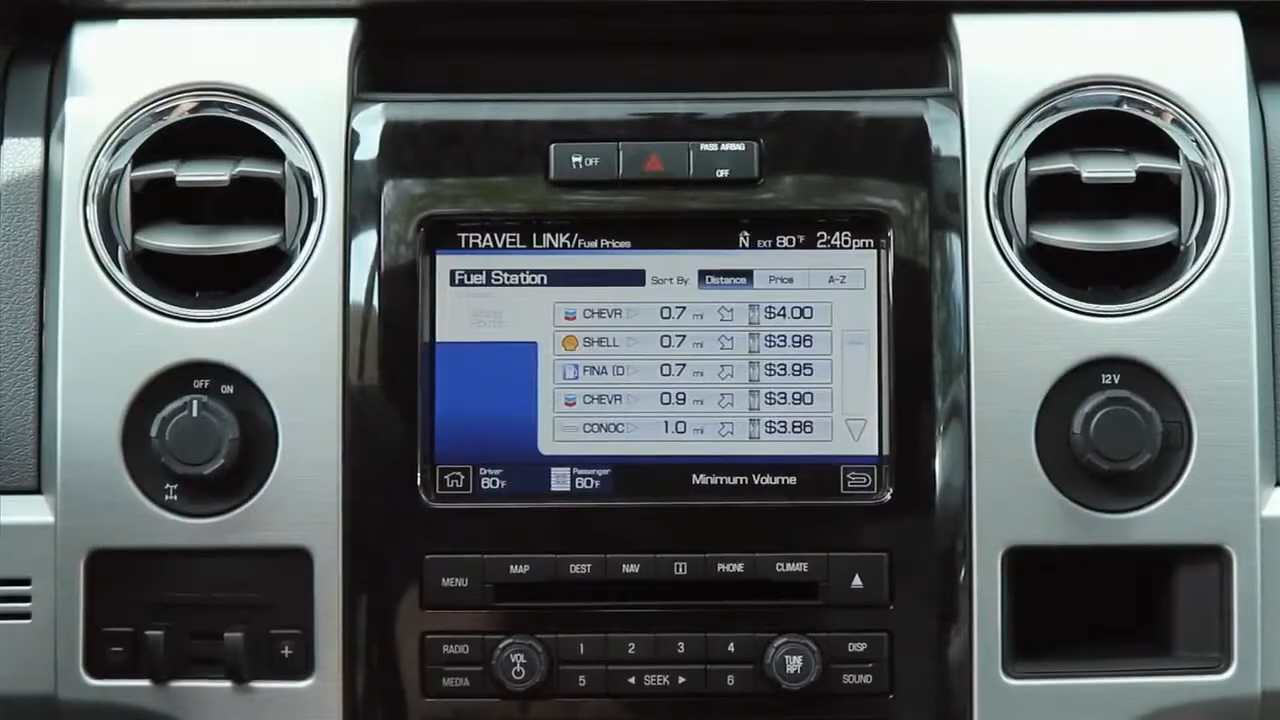 OFF
PASS AIRBAG
OFF
TRAVEL LINK/Fuel Prices N EXT 80°F 2:46pm
Fuel Station Sort By: Distance Price A-Z
Along
Route
CHEVR 0.7 mi $4.00
SHELL 0.7 mi $3.96
FINA (D 0.7 mi $3.95
CHEVR 0.9 mi $3.90
CONOC 1.0 mi $3.86
Driver
60°F
Passenger
60°F
Minimum Volume
OFF ON
12V
MENU MAP DEST NAV i PHONE CLIMATE
RADIO VOL 1 2 3 4 TUNE RPT DISP
MEDIA 5 SEEK 6 SOUND
− +